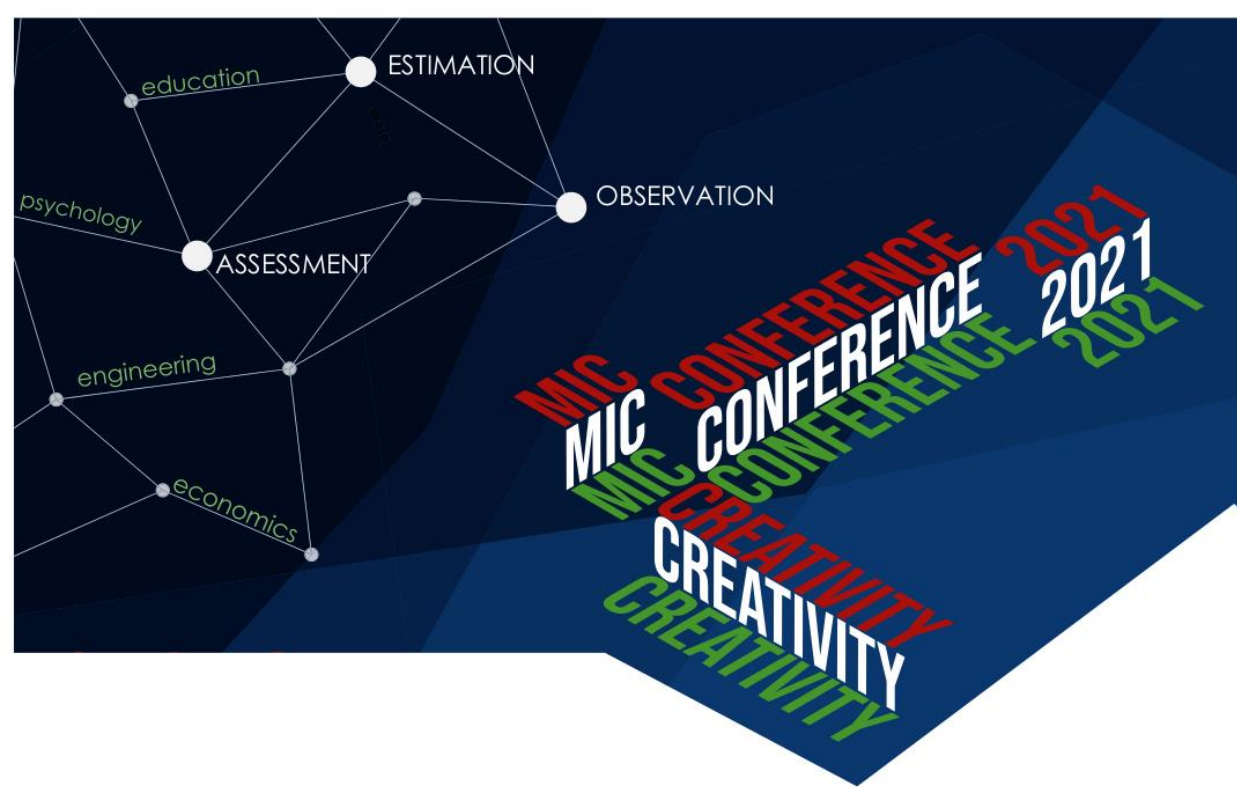 education
ESTIMATION
psychology
OBSERVATION
ASSESSMENT
engineering
economics
MIC CONFERENCE 2021
MIC CONFERENCE 2021
MIC CONFERENCE 2021
CREATIVITY
CREATIVITY
CREATIVITY